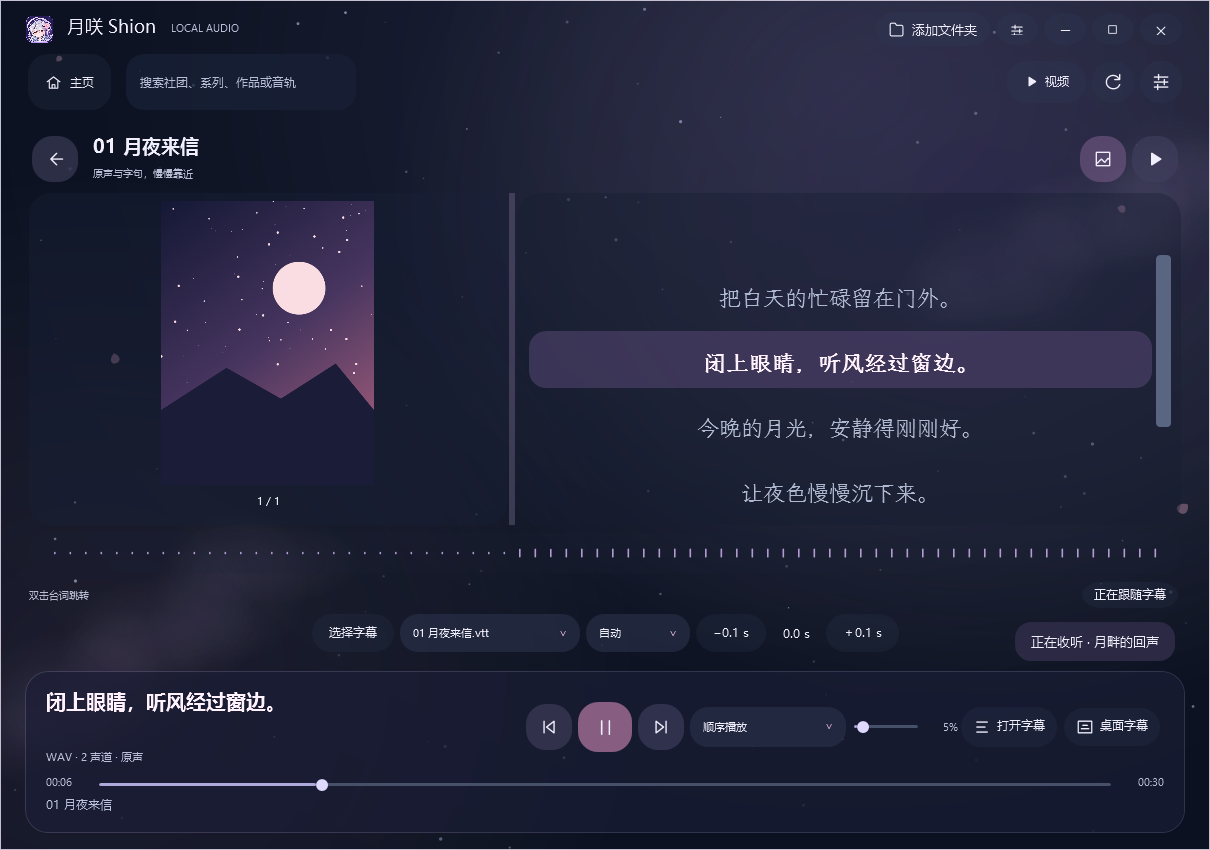 月咲 Shion LOCAL AUDIO 添加文件夹
主页 搜索社团、系列、作品或音轨 视频
01 月夜来信
原声与字句，慢慢靠近
把白天的忙碌留在门外。
闭上眼睛，听风经过窗边。
今晚的月光，安静得刚刚好。
让夜色慢慢沉下来。
1 / 1
双击台词跳转 正在跟随字幕
选择字幕 01 月夜来信.vtt 自动 −0.1 s 0.0 s +0.1 s 正在收听 · 月畔的回声
闭上眼睛，听风经过窗边。
顺序播放 5% 打开字幕 桌面字幕
WAV · 2 声道 · 原声
00:06 00:30
01 月夜来信